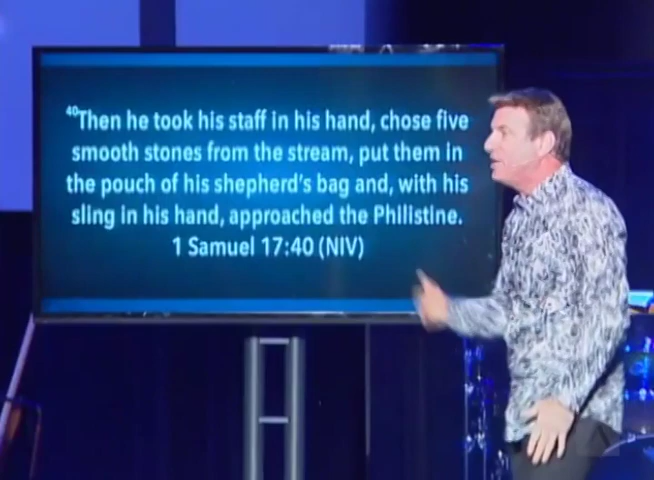 40Then he took his staff in his hand, chose five
smooth stones from the stream, put them in
the pouch of his shepherd's bag and, with his
sling in his hand, approached the Philistine.
1 Samuel 17:40 (NIV)